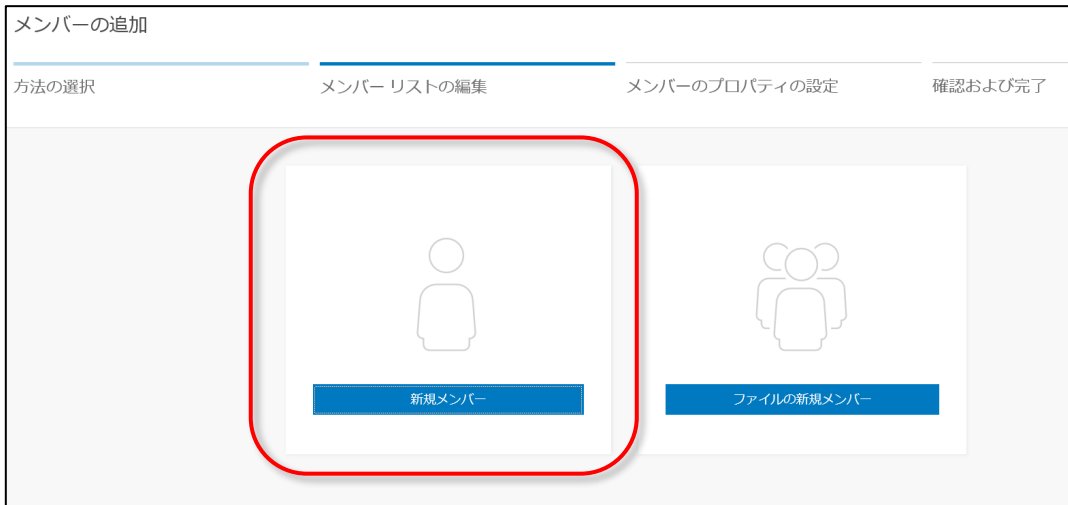 メンバーの追加
方法の選択
メンバー リストの編集
メンバーのプロパティの設定
確認および完了
新規メンバー
ファイルの新規メンバー